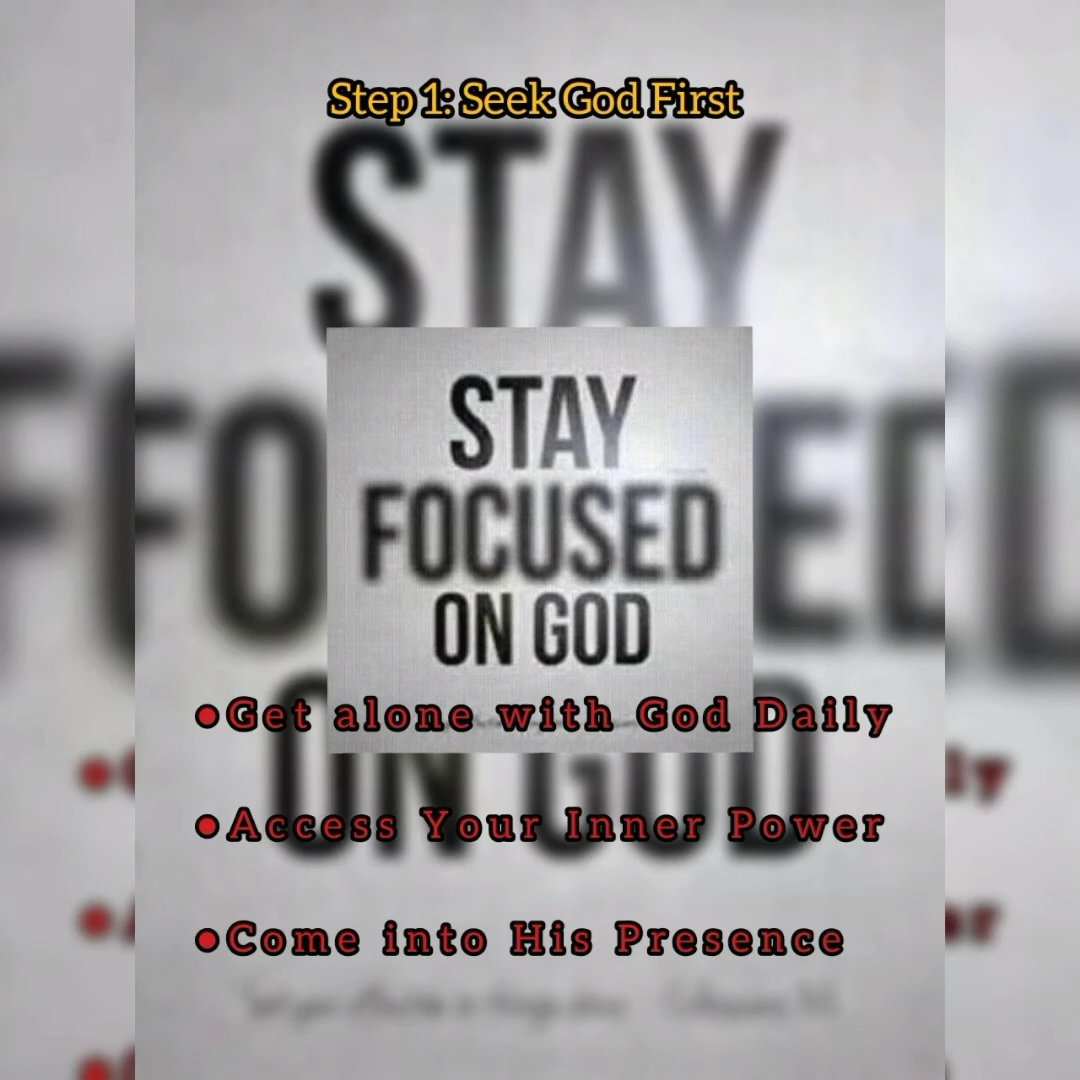 Step 1: Seek God First
STAY
FOCUSED
ON GOD
•Get alone with God Daily
•Access Your Inner Power
•Come into His Presence